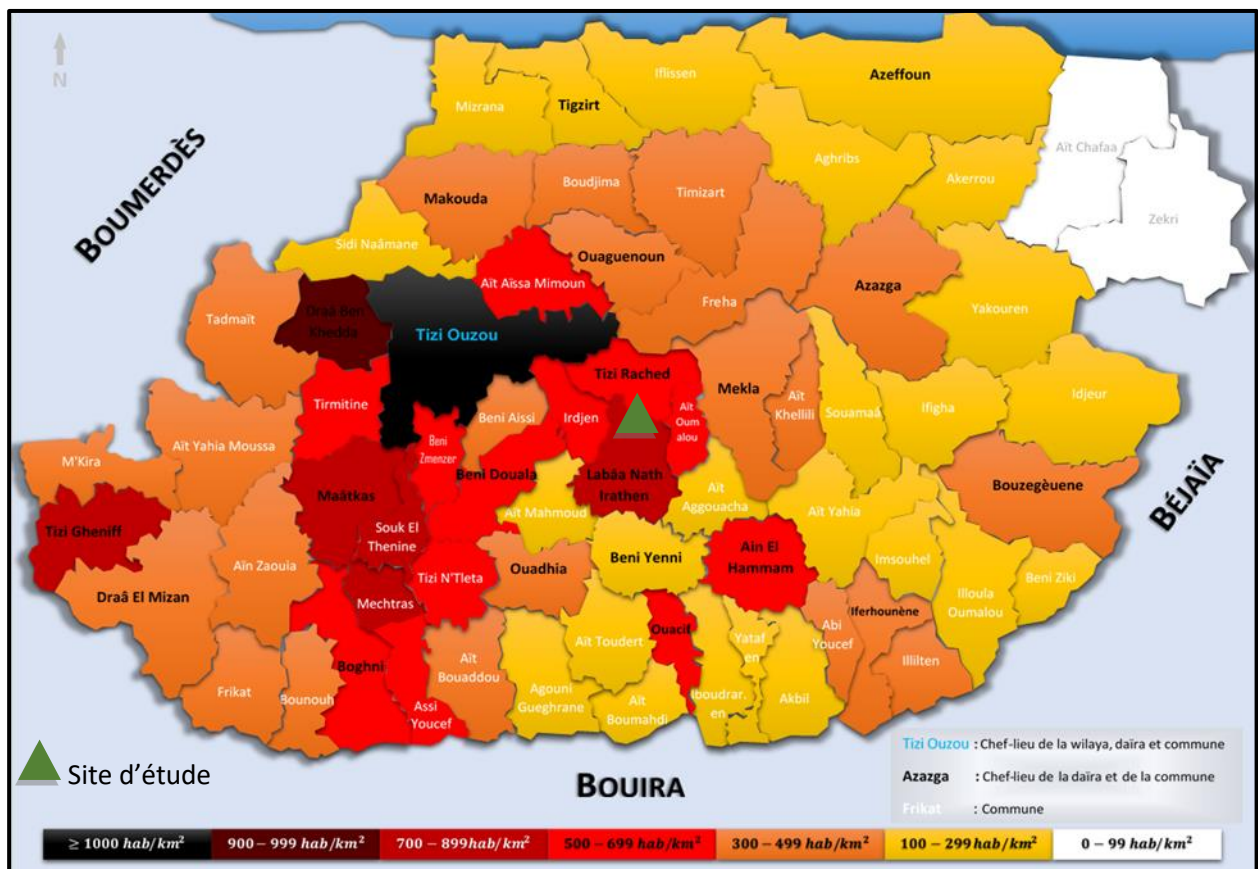 N
Iflissen
Azeffoun
Mizrana
Tigzirt
BOUMERDÈS
Aghribs
Akerrou
Aït Chafaa
Zekri
Makouda
Boudjima
Timizart
Sidi Naâmane
Ouaguenoun
Aït Aïssa Mimoun
Azazga
Freha
Yakouren
Tadmaït
Draâ Ben
Khedda
Tizi Ouzou
Tizi Rached
Mekla
Aït
Khellili
Souamaâ
Ifigha
Idjeur
Tirmitine
Beni Aissi
Irdjen
Aït
Oum
alou
Aït Yahia Moussa
Beni
Zmenzer
M'Kira
Beni Douala
Labâa Nath
Irathen
Bouzegèuene
BÉJAÏA
Maâtkas
Aït Mahmoud
Aït
Aggouacha
Aït Yahia
Tizi Gheniff
Souk El
Thenine
Aïn Zaouia
Beni Yenni
Ain El
Hammam
Imsouhel
Ouadhia
Tizi N'Tleta
Beni Ziki
Draâ El Mizan
Mechtras
Illoula
Oumalou
Iferhounène
Abi
Youcef
Ouacif
Aït Toudert
Yataf
en
Illilten
Boghni
Aït
Bouaddou
Frikat
Bounouh
Assi
Youcef
Agouni
Gueghrane
Aït
Boumahdi
Iboudrar.
en
Akbil
Site d’étude
BOUIRA
Tizi Ouzou : Chef-lieu de la wilaya, daïra et commune
Azazga : Chef-lieu de la daïra et de la commune
Frikat : Commune
≥ 1000 hab/km²
900 – 999 hab/km²
700 – 899hab/km²
500 – 699 hab/km²
300 – 499 hab/km²
100 – 299 hab/km²
0 – 99 hab/km²